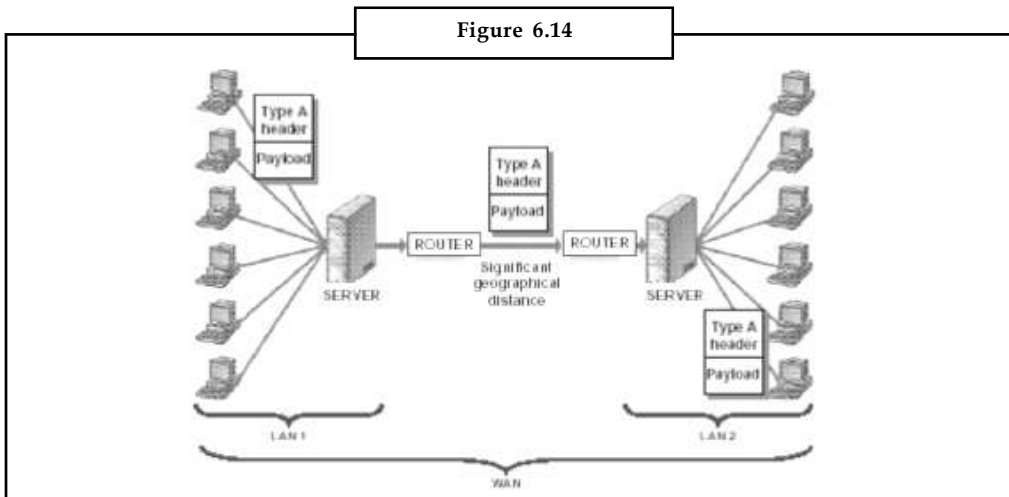 Figure 6.14
Type A
header
Payload
Type A
header
Payload
ROUTER
ROUTER
Significant
geographical
distance
SERVER
SERVER
Type A
header
Payload
LAN 1
LAN 2
WAN